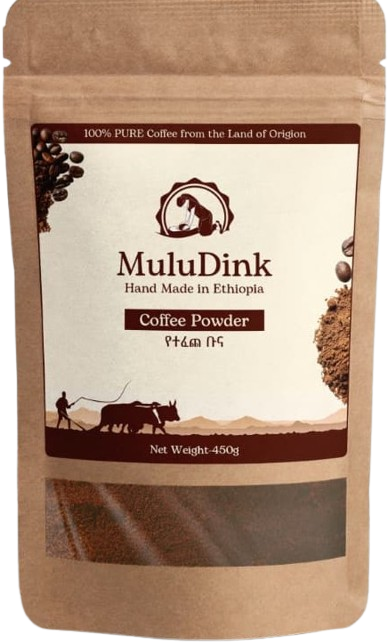 100% PURE Coffee from the Land of Origion
MuluDink
Hand Made in Ethiopia
Coffee Powder
የተፈጨ ቡና
Net Weight-450g